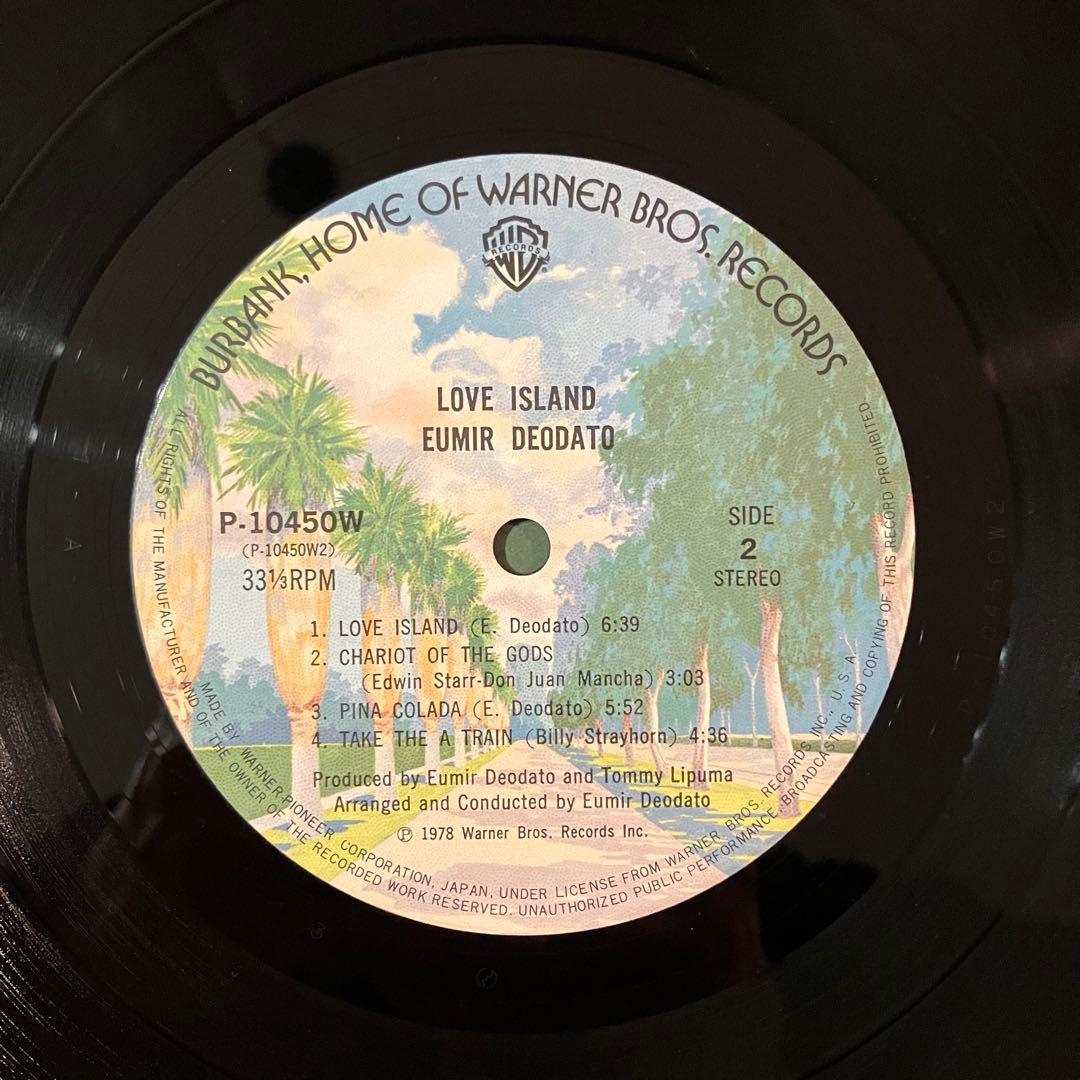 BURBANK, HOME OF WARNER BROS. RECORDS
WB
RECORDS
LOVE ISLAND
EUMIR DEODATO
P-10450W
(P-10450W2)
33⅓RPM
SIDE
2
STEREO
1. LOVE ISLAND (E. Deodato) 6:39
2. CHARIOT OF THE GODS
(Edwin Starr-Don Juan Mancha) 3:03
3. PINA COLADA (E. Deodato) 5:52
4. TAKE THE A TRAIN (Billy Strayhorn) 4:36
Produced by Eumir Deodato and Tommy Lipuma
Arranged and Conducted by Eumir Deodato
Ⓟ 1978 Warner Bros. Records Inc.
MADE BY WARNER-PIONEER CORPORATION, JAPAN, UNDER LICENSE FROM WARNER BROS. RECORDS INC., U.S.A.
ALL RIGHTS OF THE MANUFACTURER AND OF THE OWNER OF THE RECORDED WORK RESERVED. UNAUTHORIZED PUBLIC PERFORMANCE, BROADCASTING AND COPYING OF THIS RECORD PROHIBITED.